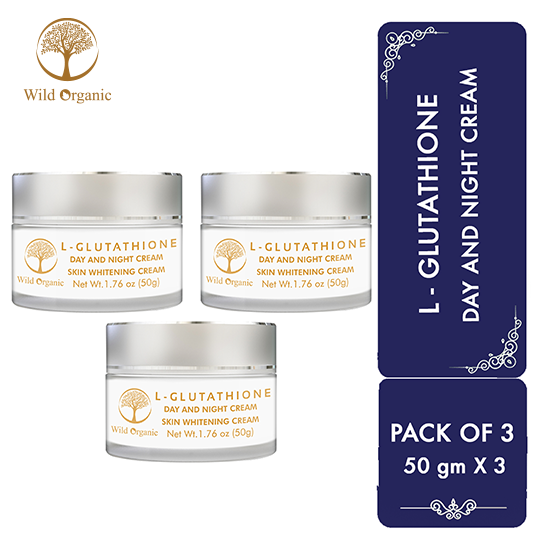 Wild Organic
L - GLUTATHIONE
DAY AND NIGHT CREAM
L-GLUTATHIONE
DAY AND NIGHT CREAM
SKIN WHITENING CREAM
Wild Organic
Net Wt.1.76 oz (50g)
L-GLUTATHIONE
DAY AND NIGHT CREAM
SKIN WHITENING CREAM
Wild Organic
Net Wt.1.76 oz (50g)
L-GLUTATHIONE
DAY AND NIGHT CREAM
SKIN WHITENING CREAM
Wild Organic
Net Wt.1.76 oz (50g)
PACK OF 3
50 gm X 3